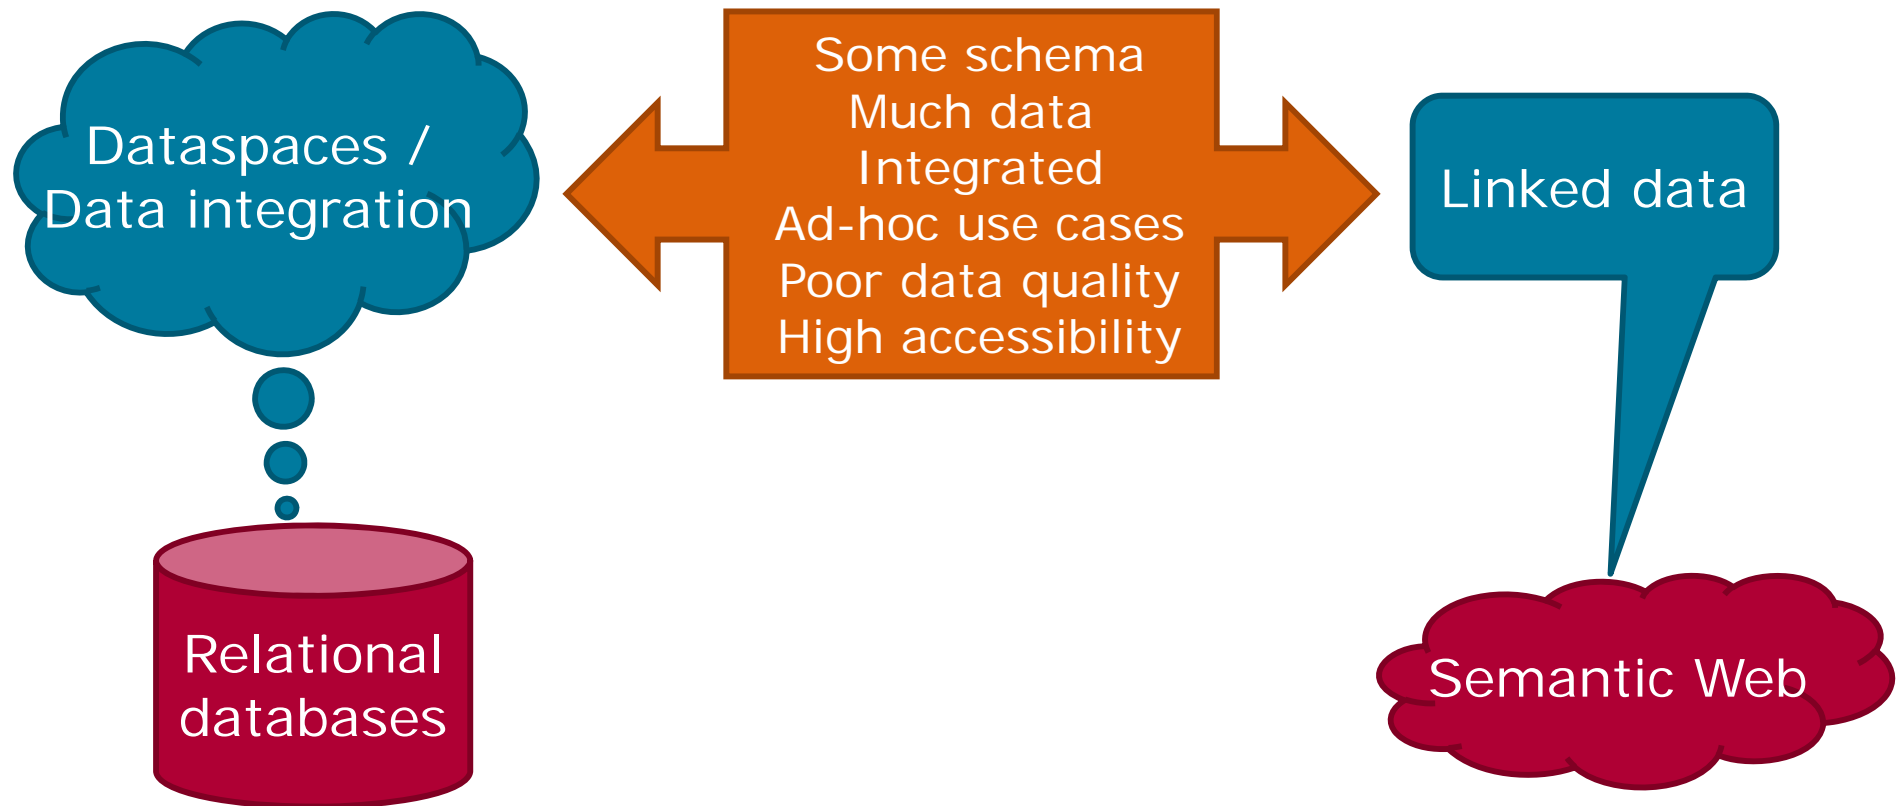 Dataspaces /
Data integration
Some schema
Much data
Integrated
Ad-hoc use cases
Poor data quality
High accessibility
Linked data
Relational
databases
Semantic Web